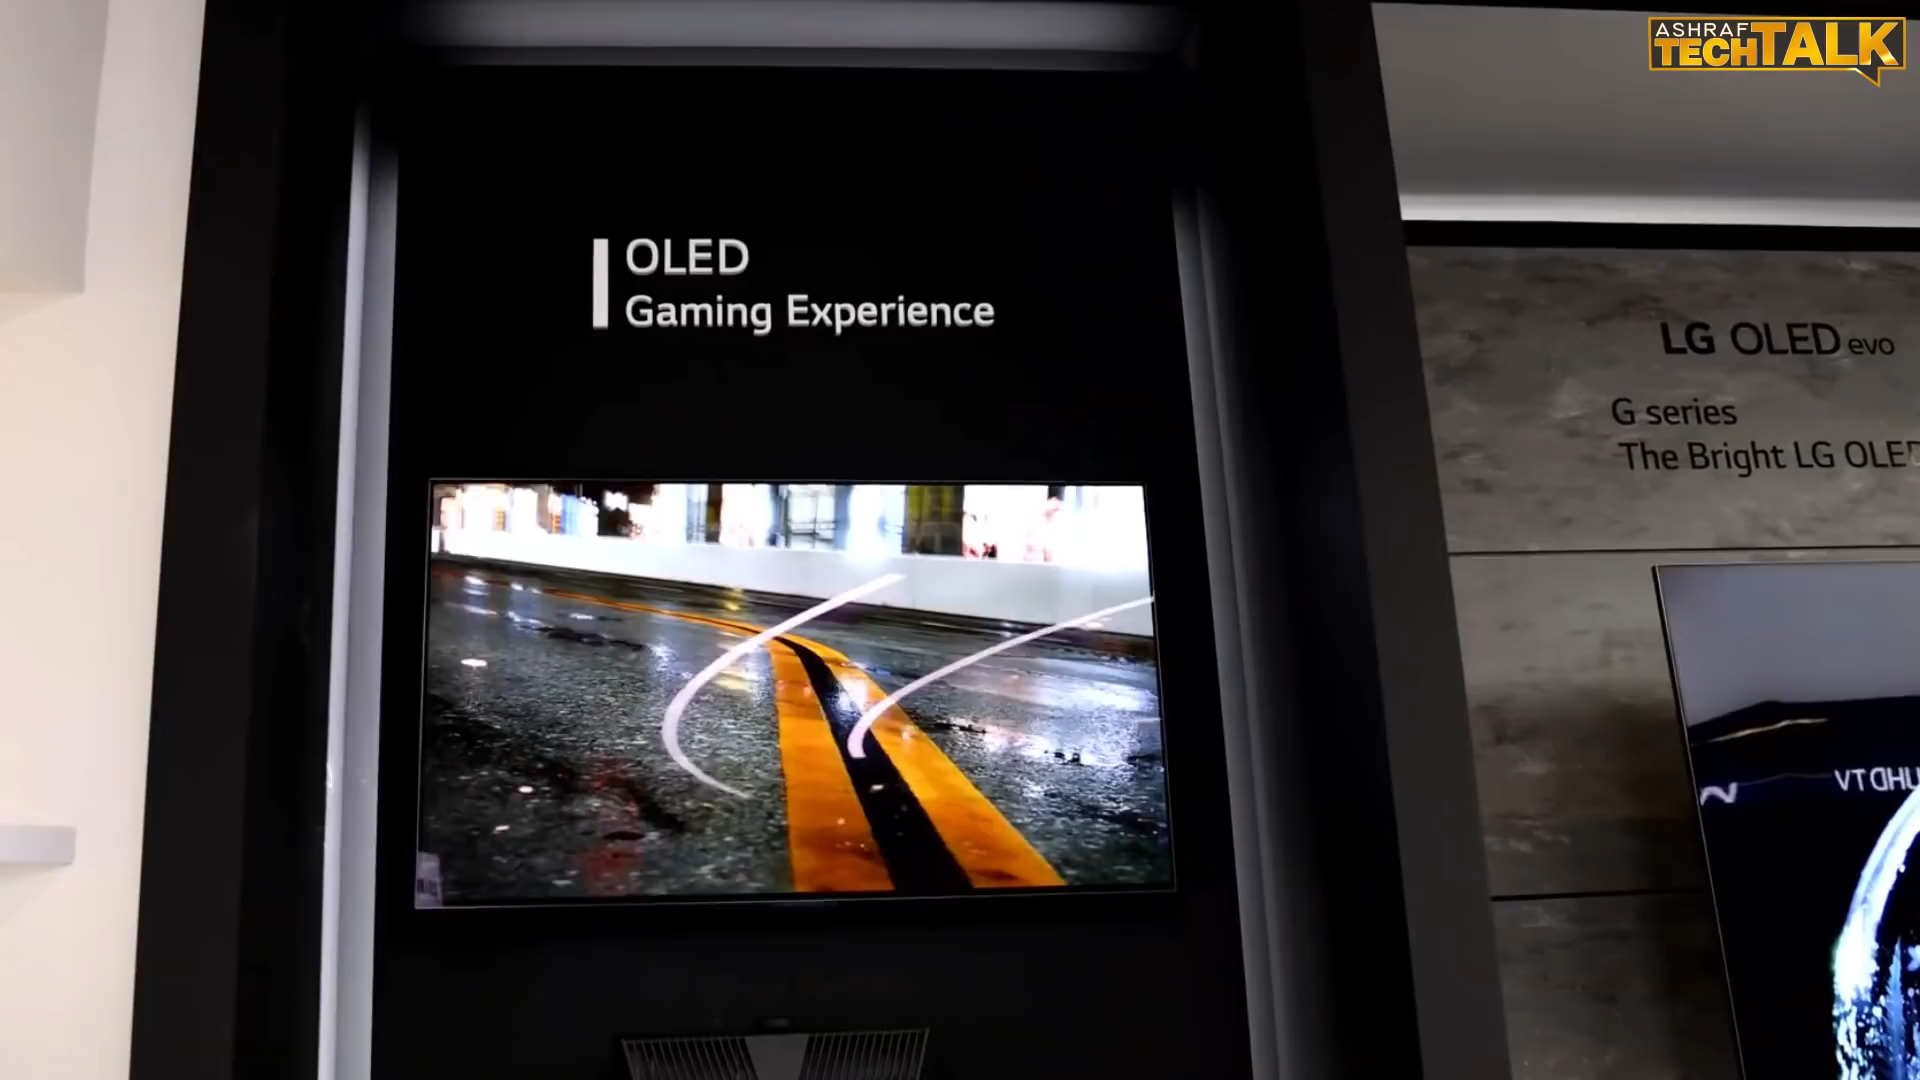 ASHRAF
TECHTALK
OLED
Gaming Experience
LG OLED evo
G series
The Bright LG OLED